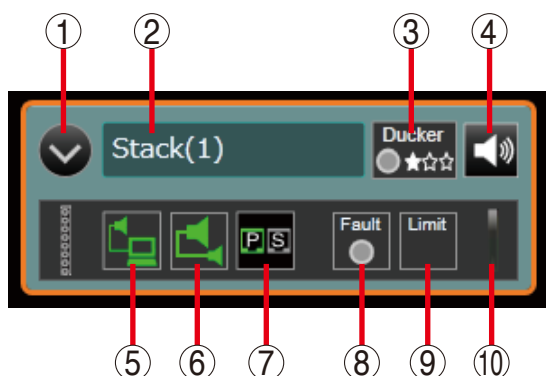 ① ② ③ ④
Stack(1)
Ducker
★☆☆
P S
Fault
Limit
⑤ ⑥ ⑦ ⑧ ⑨ ⑩